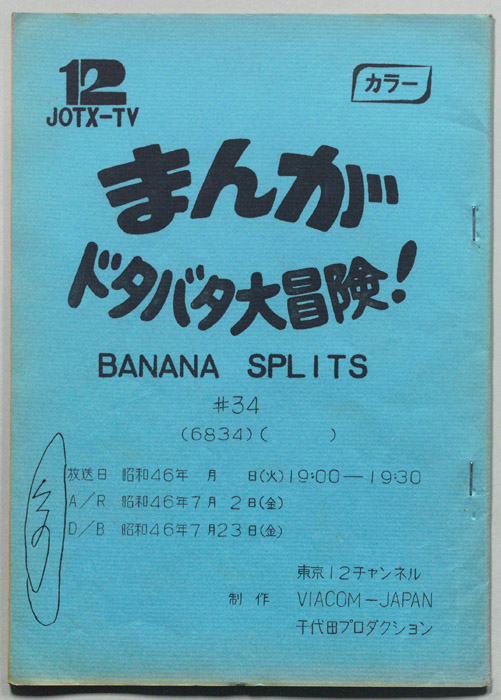 12
JOTX-TV
カラー
まんが
ドタバタ大冒険!
BANANA SPLITS
#34
(6834)( )
放送日 昭和46年 月 日(火)19:00—19:30
A/R 昭和46年7月 2日(金)
D/B 昭和46年7月23日(金)
東京12チャンネル
制作 VIACOM-JAPAN
千代田プロダクション